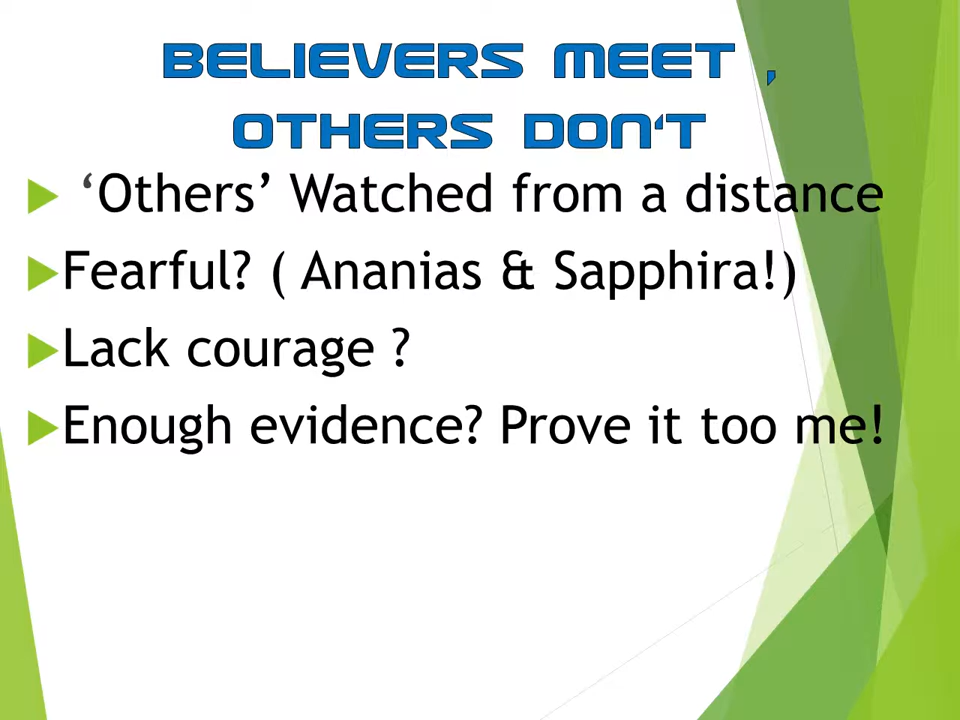 BELIEVERS MEET ,
OTHERS DON'T
‘Others’ Watched from a distance
Fearful? ( Ananias & Sapphira!)
Lack courage ?
Enough evidence? Prove it too me!